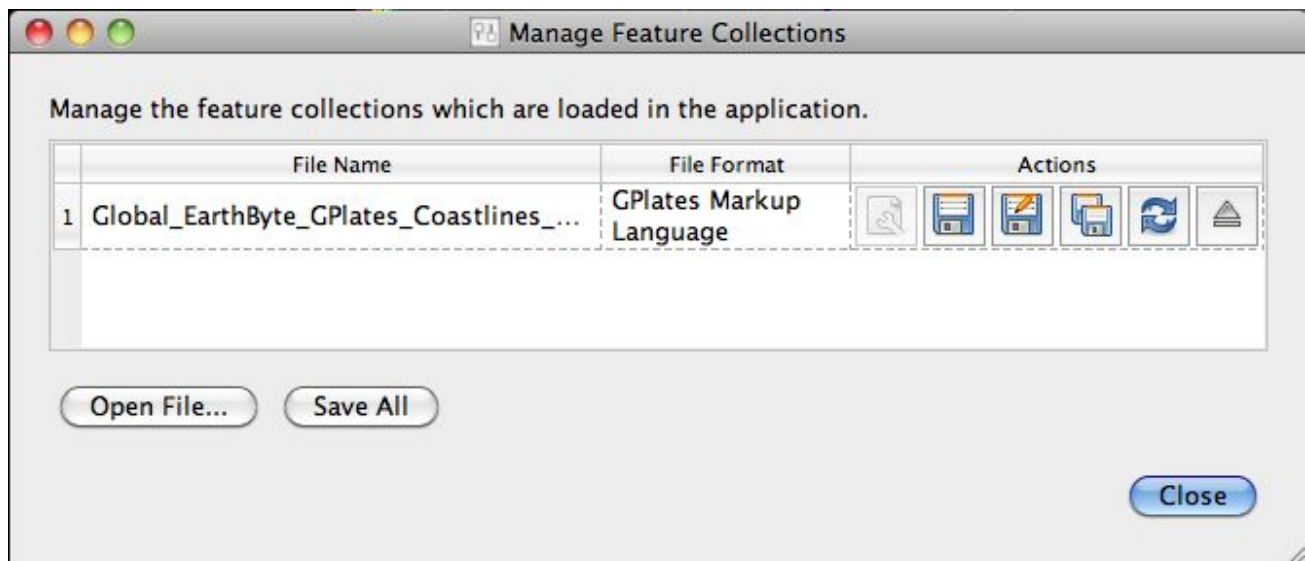 Manage Feature Collections
Manage the feature collections which are loaded in the application.
File Name File Format Actions
1 Global_EarthByte_GPlates_Coastlines_... GPlates Markup
Language
Open File... Save All
Close